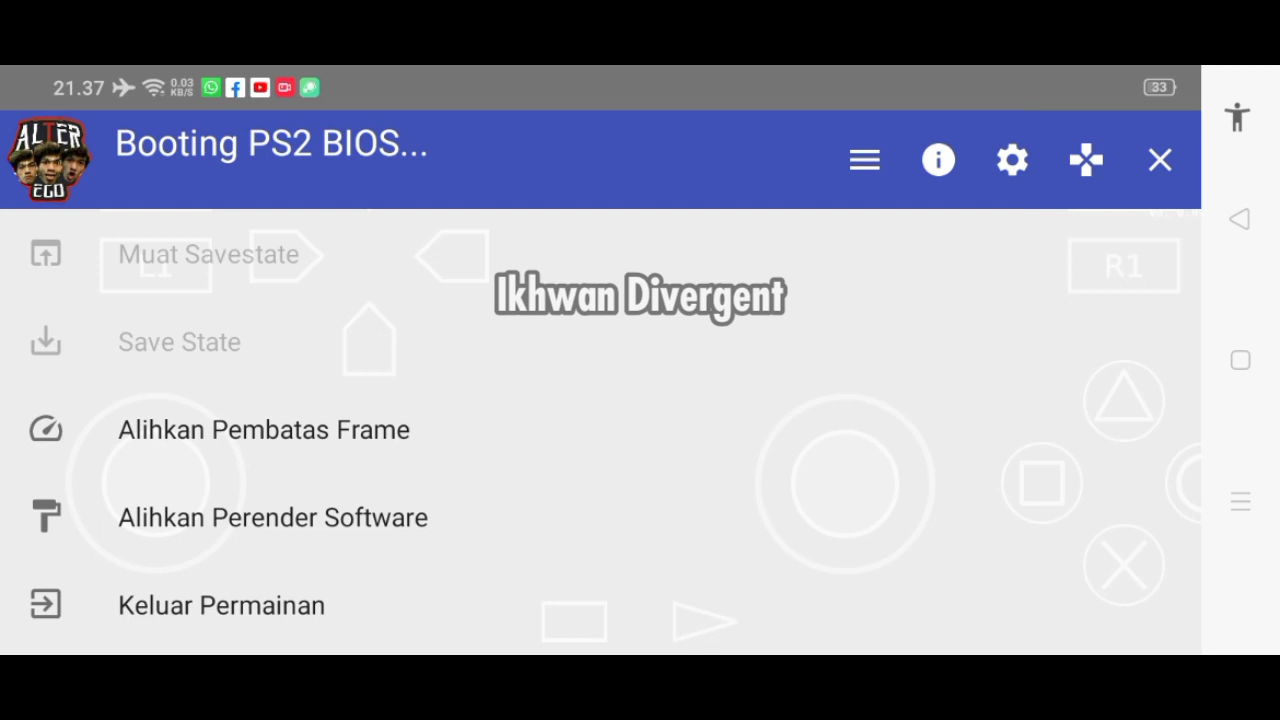 21.37
0.03
KB/S
33
ALTER
EGO
Booting PS2 BIOS...
Muat Savestate
L1
R1
Ikhwan Divergent
Save State
Alihkan Pembatas Frame
Alihkan Perender Software
Keluar Permainan